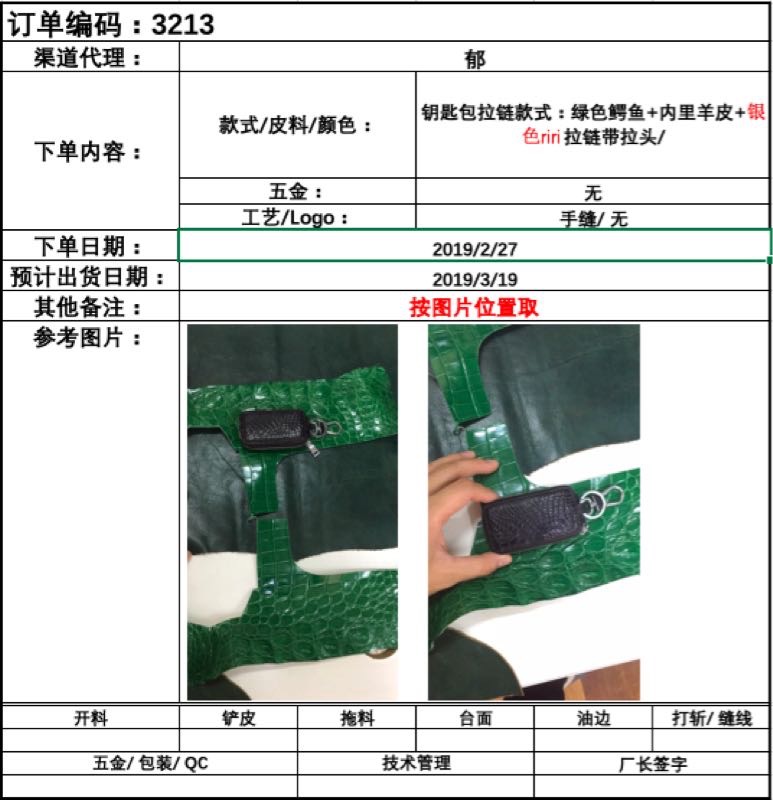 订单编码：3213
渠道代理：
郁
下单内容：
款式/皮料/颜色：
钥匙包拉链款式：绿色鳄鱼+内里羊皮+银
色riri拉链带拉头/
五金：
无
工艺/Logo：
手缝/ 无
下单日期：
2019/2/27
预计出货日期：
2019/3/19
其他备注：
按图片位置取
参考图片：
开料
铲皮
拖料
台面
油边
打斩/ 缝线
五金/ 包装/ QC
技术管理
厂长签字